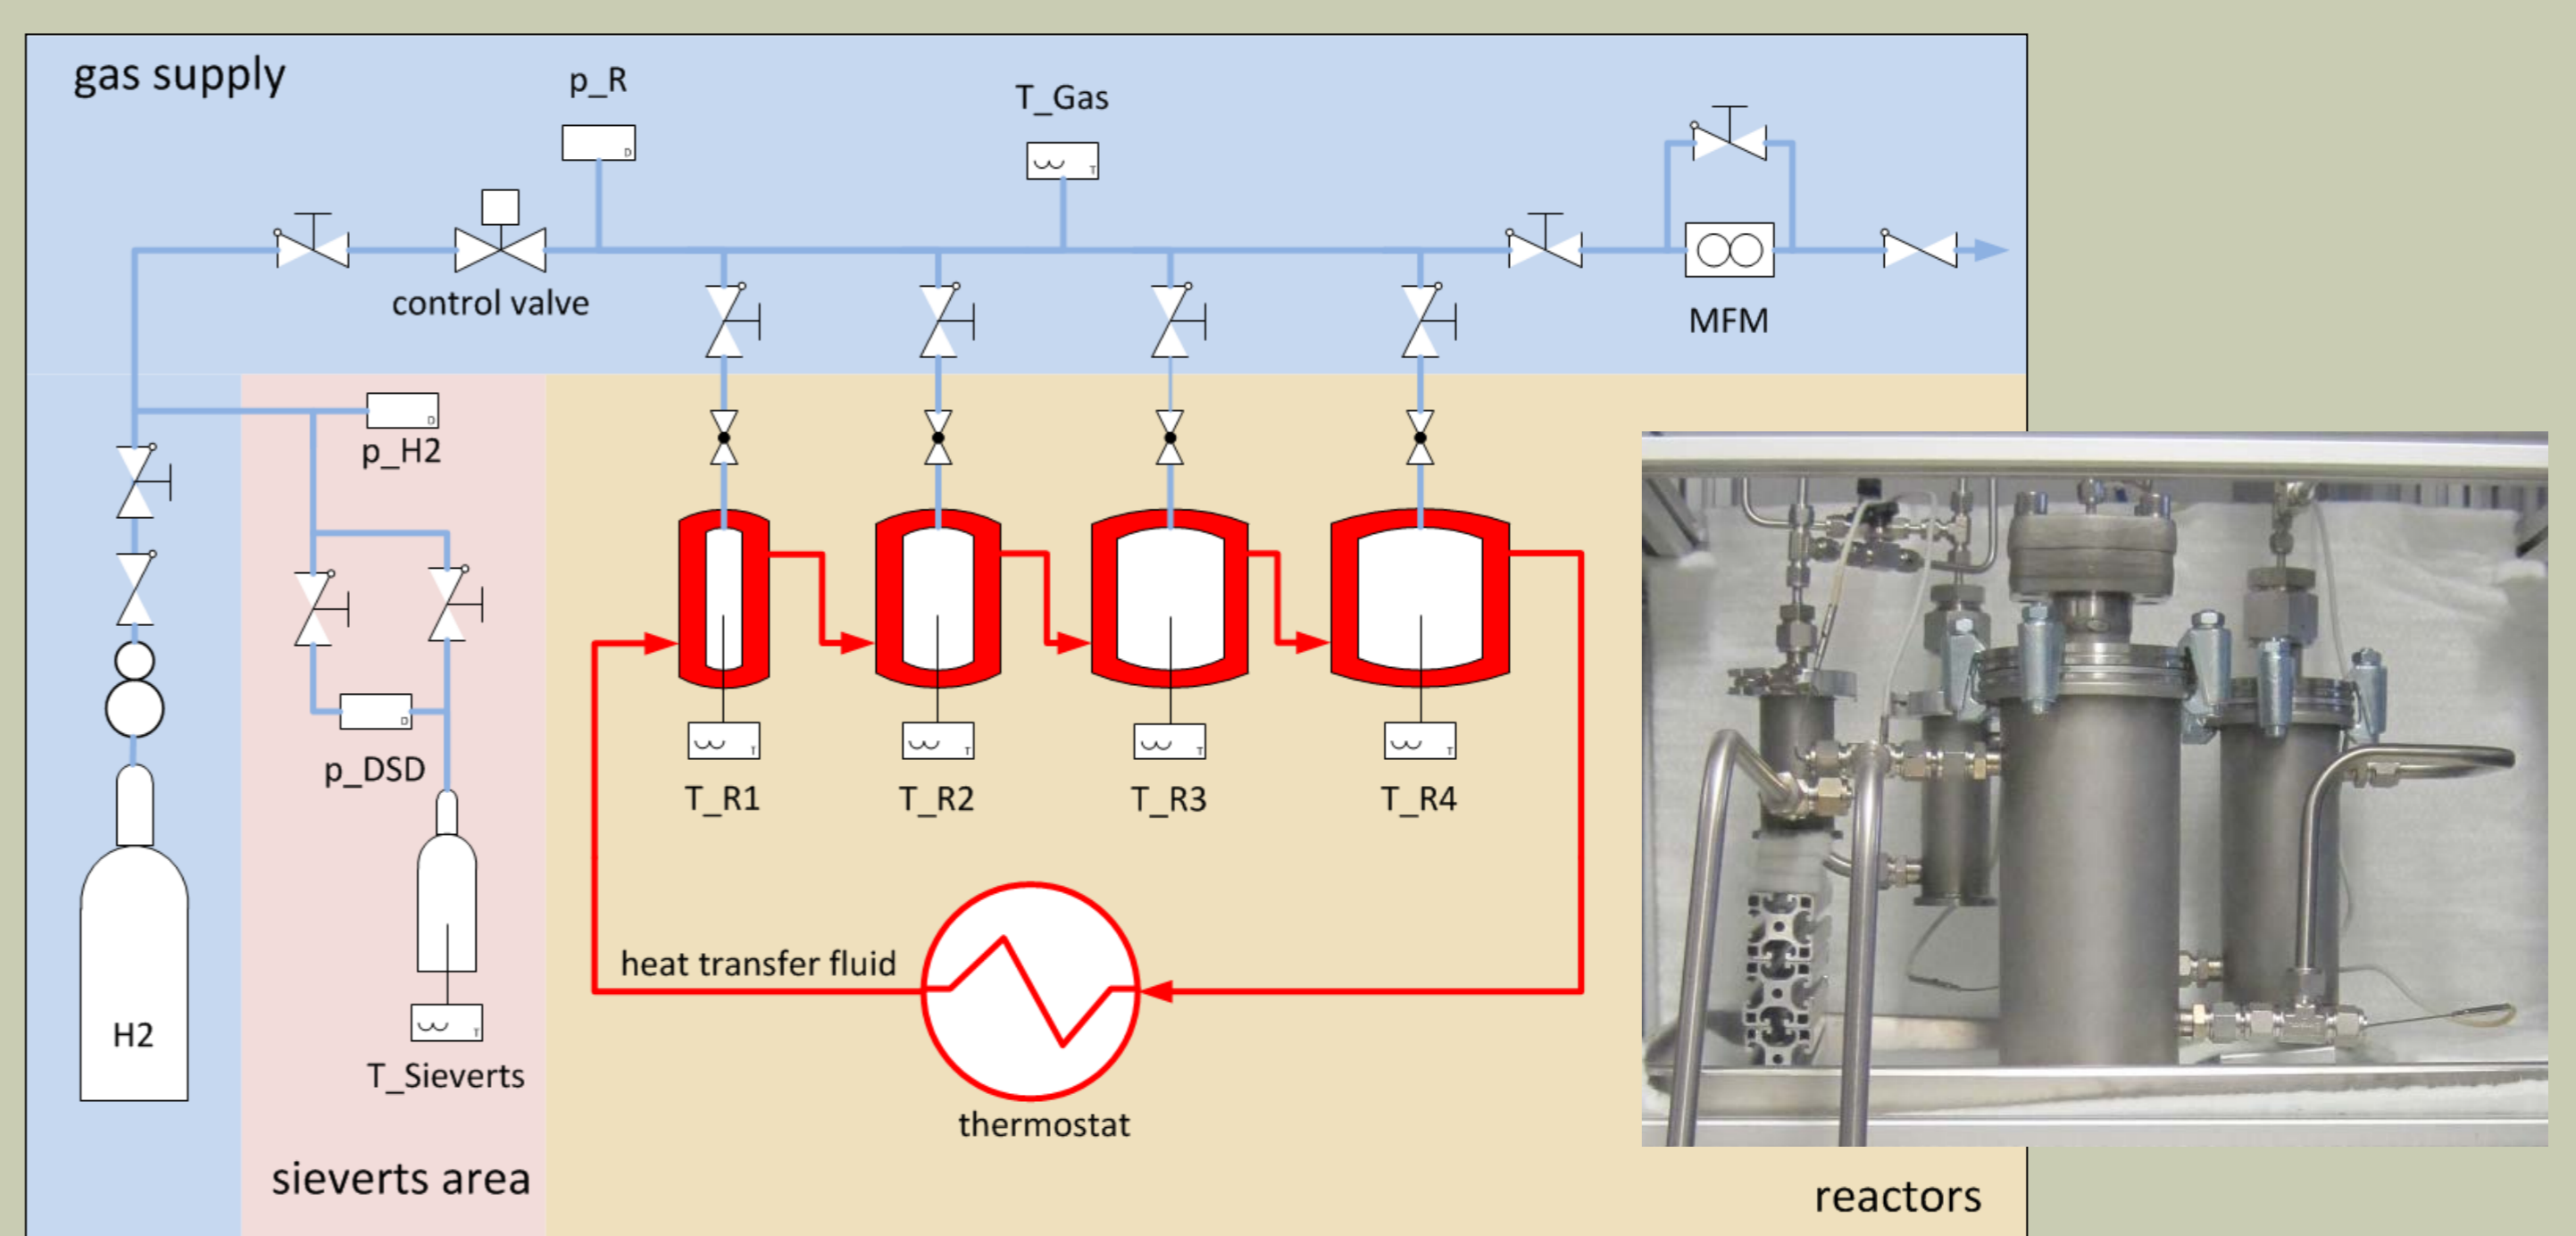 gas supply
p_R
T_Gas
control valve
MFM
p_H2
p_DSD
T_R1
T_R2
T_R3
T_R4
heat transfer fluid
H2
T_Sieverts
thermostat
sieverts area
reactors
D
T
D
D
T
T
T
T
T